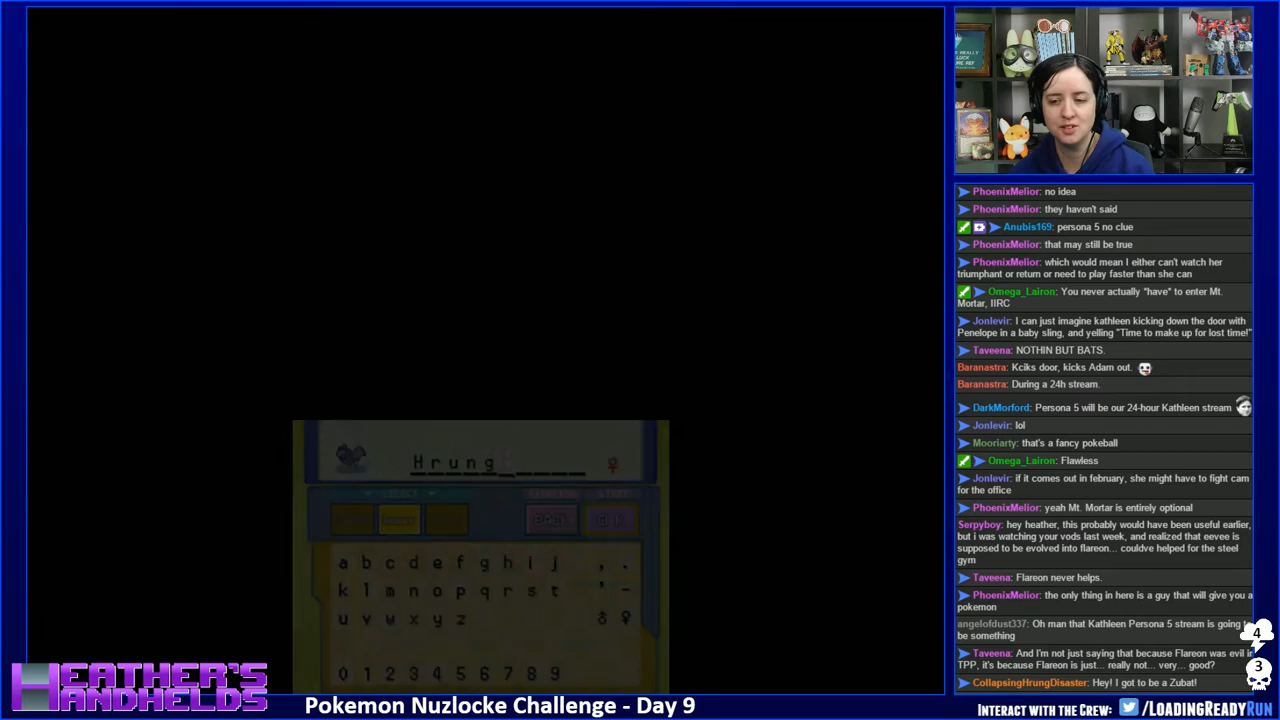 Hrung
a b c d e f g h i j , .
k l m n o p q r s t ' -
u v w x y z ♂ ♀
0 1 2 3 4 5 6 7 8 9
PhoenixMelior: no idea
PhoenixMelior: they haven't said
Anubis169: persona 5 no clue
PhoenixMelior: that may still be true
PhoenixMelior: which would mean I either can't watch her
triumphant or return or need to play faster than she can
Omega_Lairon: You never actually *have* to enter Mt.
Mortar, IIRC
Jonlevir: I can just imagine kathleen kicking down the door with
Penelope in a baby sling, and yelling "Time to make up for lost time!"
Taveena: NOTHIN BUT BATS.
Baranastra: Kciks door, kicks Adam out.
Baranastra: During a 24h stream.
DarkMorford: Persona 5 will be our 24-hour Kathleen stream
Jonlevir: lol
Mooriarty: that's a fancy pokeball
Omega_Lairon: Flawless
Jonlevir: if it comes out in february, she might have to fight cam
for the office
PhoenixMelior: yeah Mt. Mortar is entirely optional
Serpyboy: hey heather, this probably would have been useful earlier,
but i was watching your vods last week, and realized that eevee is
supposed to be evolved into flareon... couldve helped for the steel
gym
Taveena: Flareon never helps.
PhoenixMelior: the only thing in here is a guy that will give you a
pokemon
angelofdust337: Oh man that Kathleen Persona 5 stream is going to
be something
Taveena: And I'm not just saying that because Flareon was evil in
TPP, it's because Flareon is just... really not... very... good?
CollapsingHrungDisaster: Hey! I got to be a Zubat!
4
3
Heather's
Handhelds
Pokemon Nuzlocke Challenge - Day 9
Interact with the Crew: /LoadingReadyRun